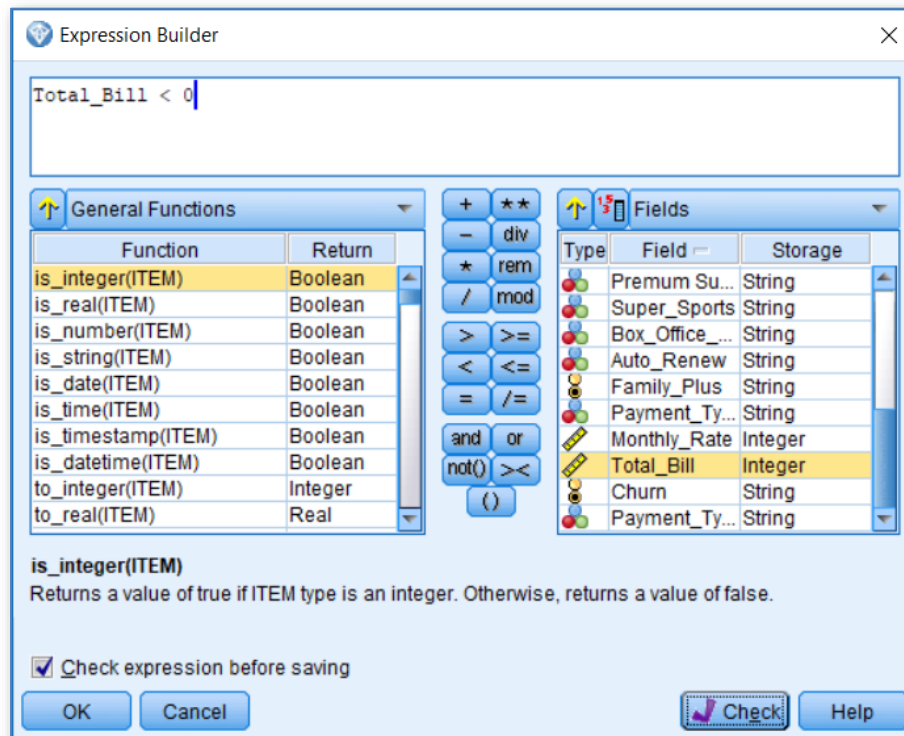 Expression Builder
Total_Bill < 0
General Functions
Function Return
is_integer(ITEM) Boolean
is_real(ITEM) Boolean
is_number(ITEM) Boolean
is_string(ITEM) Boolean
is_date(ITEM) Boolean
is_time(ITEM) Boolean
is_timestamp(ITEM) Boolean
is_datetime(ITEM) Boolean
to_integer(ITEM) Integer
to_real(ITEM) Real
+ **
- div
* rem
/ mod
> >=
< <=
= /=
and or
not() ><
()
Fields
Type Field Storage
Premum Su... String
Super_Sports String
Box_Office_... String
Auto_Renew String
Family_Plus String
Payment_Ty... String
Monthly_Rate Integer
Total_Bill Integer
Churn String
Payment_Ty... String
is_integer(ITEM)
Returns a value of true if ITEM type is an integer. Otherwise, returns a value of false.
Check expression before saving
OK Cancel Check Help